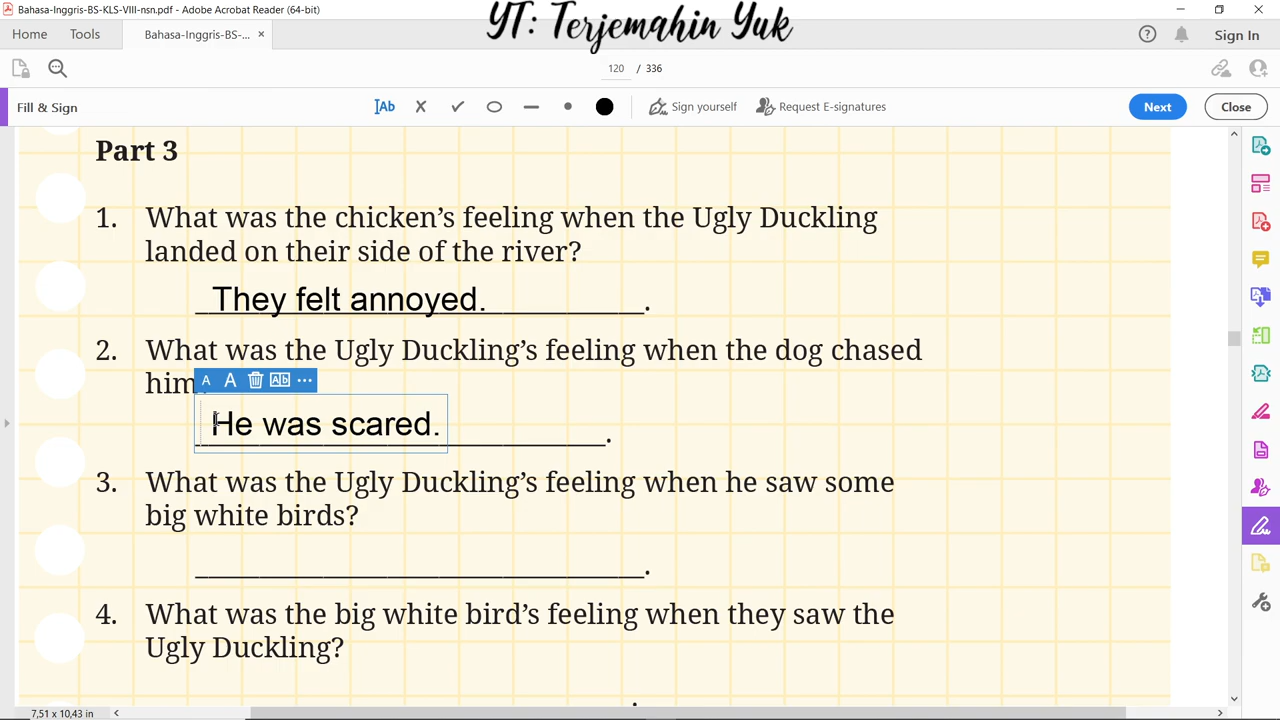 Bahasa-Inggris-BS-KLS-VIII-nsn.pdf - Adobe Acrobat Reader (64-bit)
YT: Terjemahin Yuk
Home Tools Bahasa-Inggris-BS-... × Sign In
120 / 336
Fill & Sign Ab Sign yourself Request E-signatures Next Close
Part 3
1. What was the chicken’s feeling when the Ugly Duckling
landed on their side of the river?
They felt annoyed. .
2. What was the Ugly Duckling’s feeling when the dog chased
him
A A Ab ...
He was scared. .
3. What was the Ugly Duckling’s feeling when he saw some
big white birds?
.
4. What was the big white bird’s feeling when they saw the
Ugly Duckling?
7,51 x 10,43 in